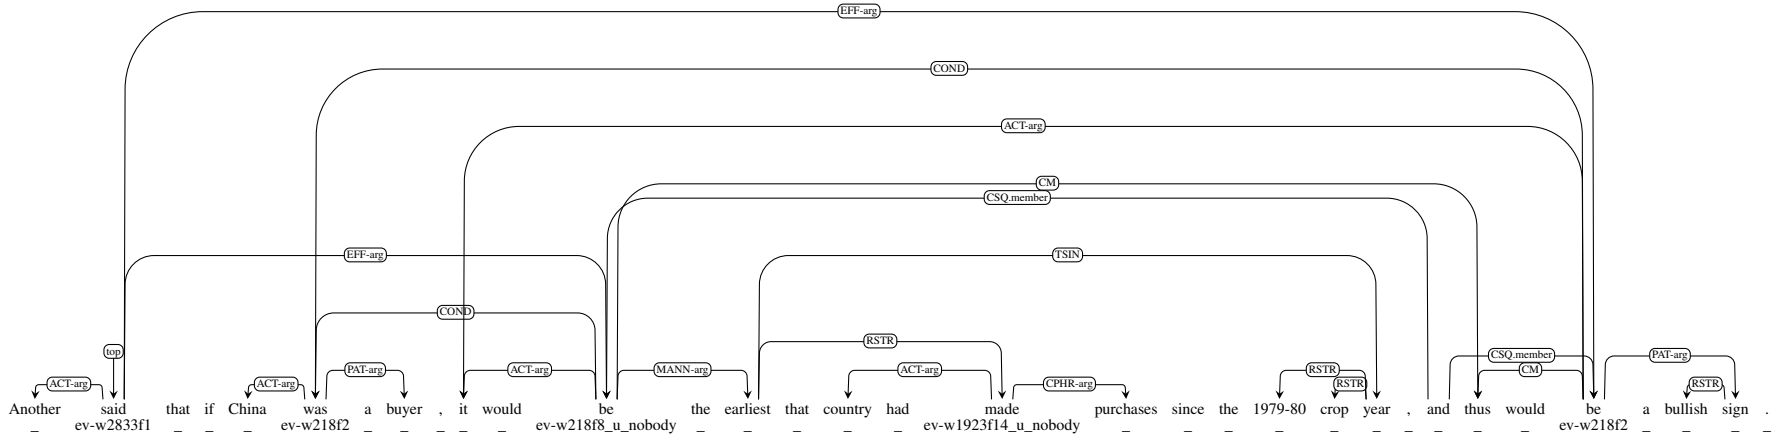 EFF-arg
COND
ACT-arg
CM
CSQ.member
EFF-arg TSIN
COND
top RSTR
CSQ.member PAT-arg
PAT-arg ACT-arg MANN-arg ACT-arg RSTR CM
ACT-arg ACT-arg CPHR-arg RSTR RSTR
Another said that if China was a buyer , it would be the earliest that country had made purchases since the 1979-80 crop year , and thus would be a bullish sign .
_ ev-w2833f1 _ _ _ ev-w218f2 _ _ _ _ _ ev-w218f8_u_nobody _ _ _ _ _ ev-w1923f14_u_nobody _ _ _ _ _ _ _ _ _ _ ev-w218f2 _ _ _ _